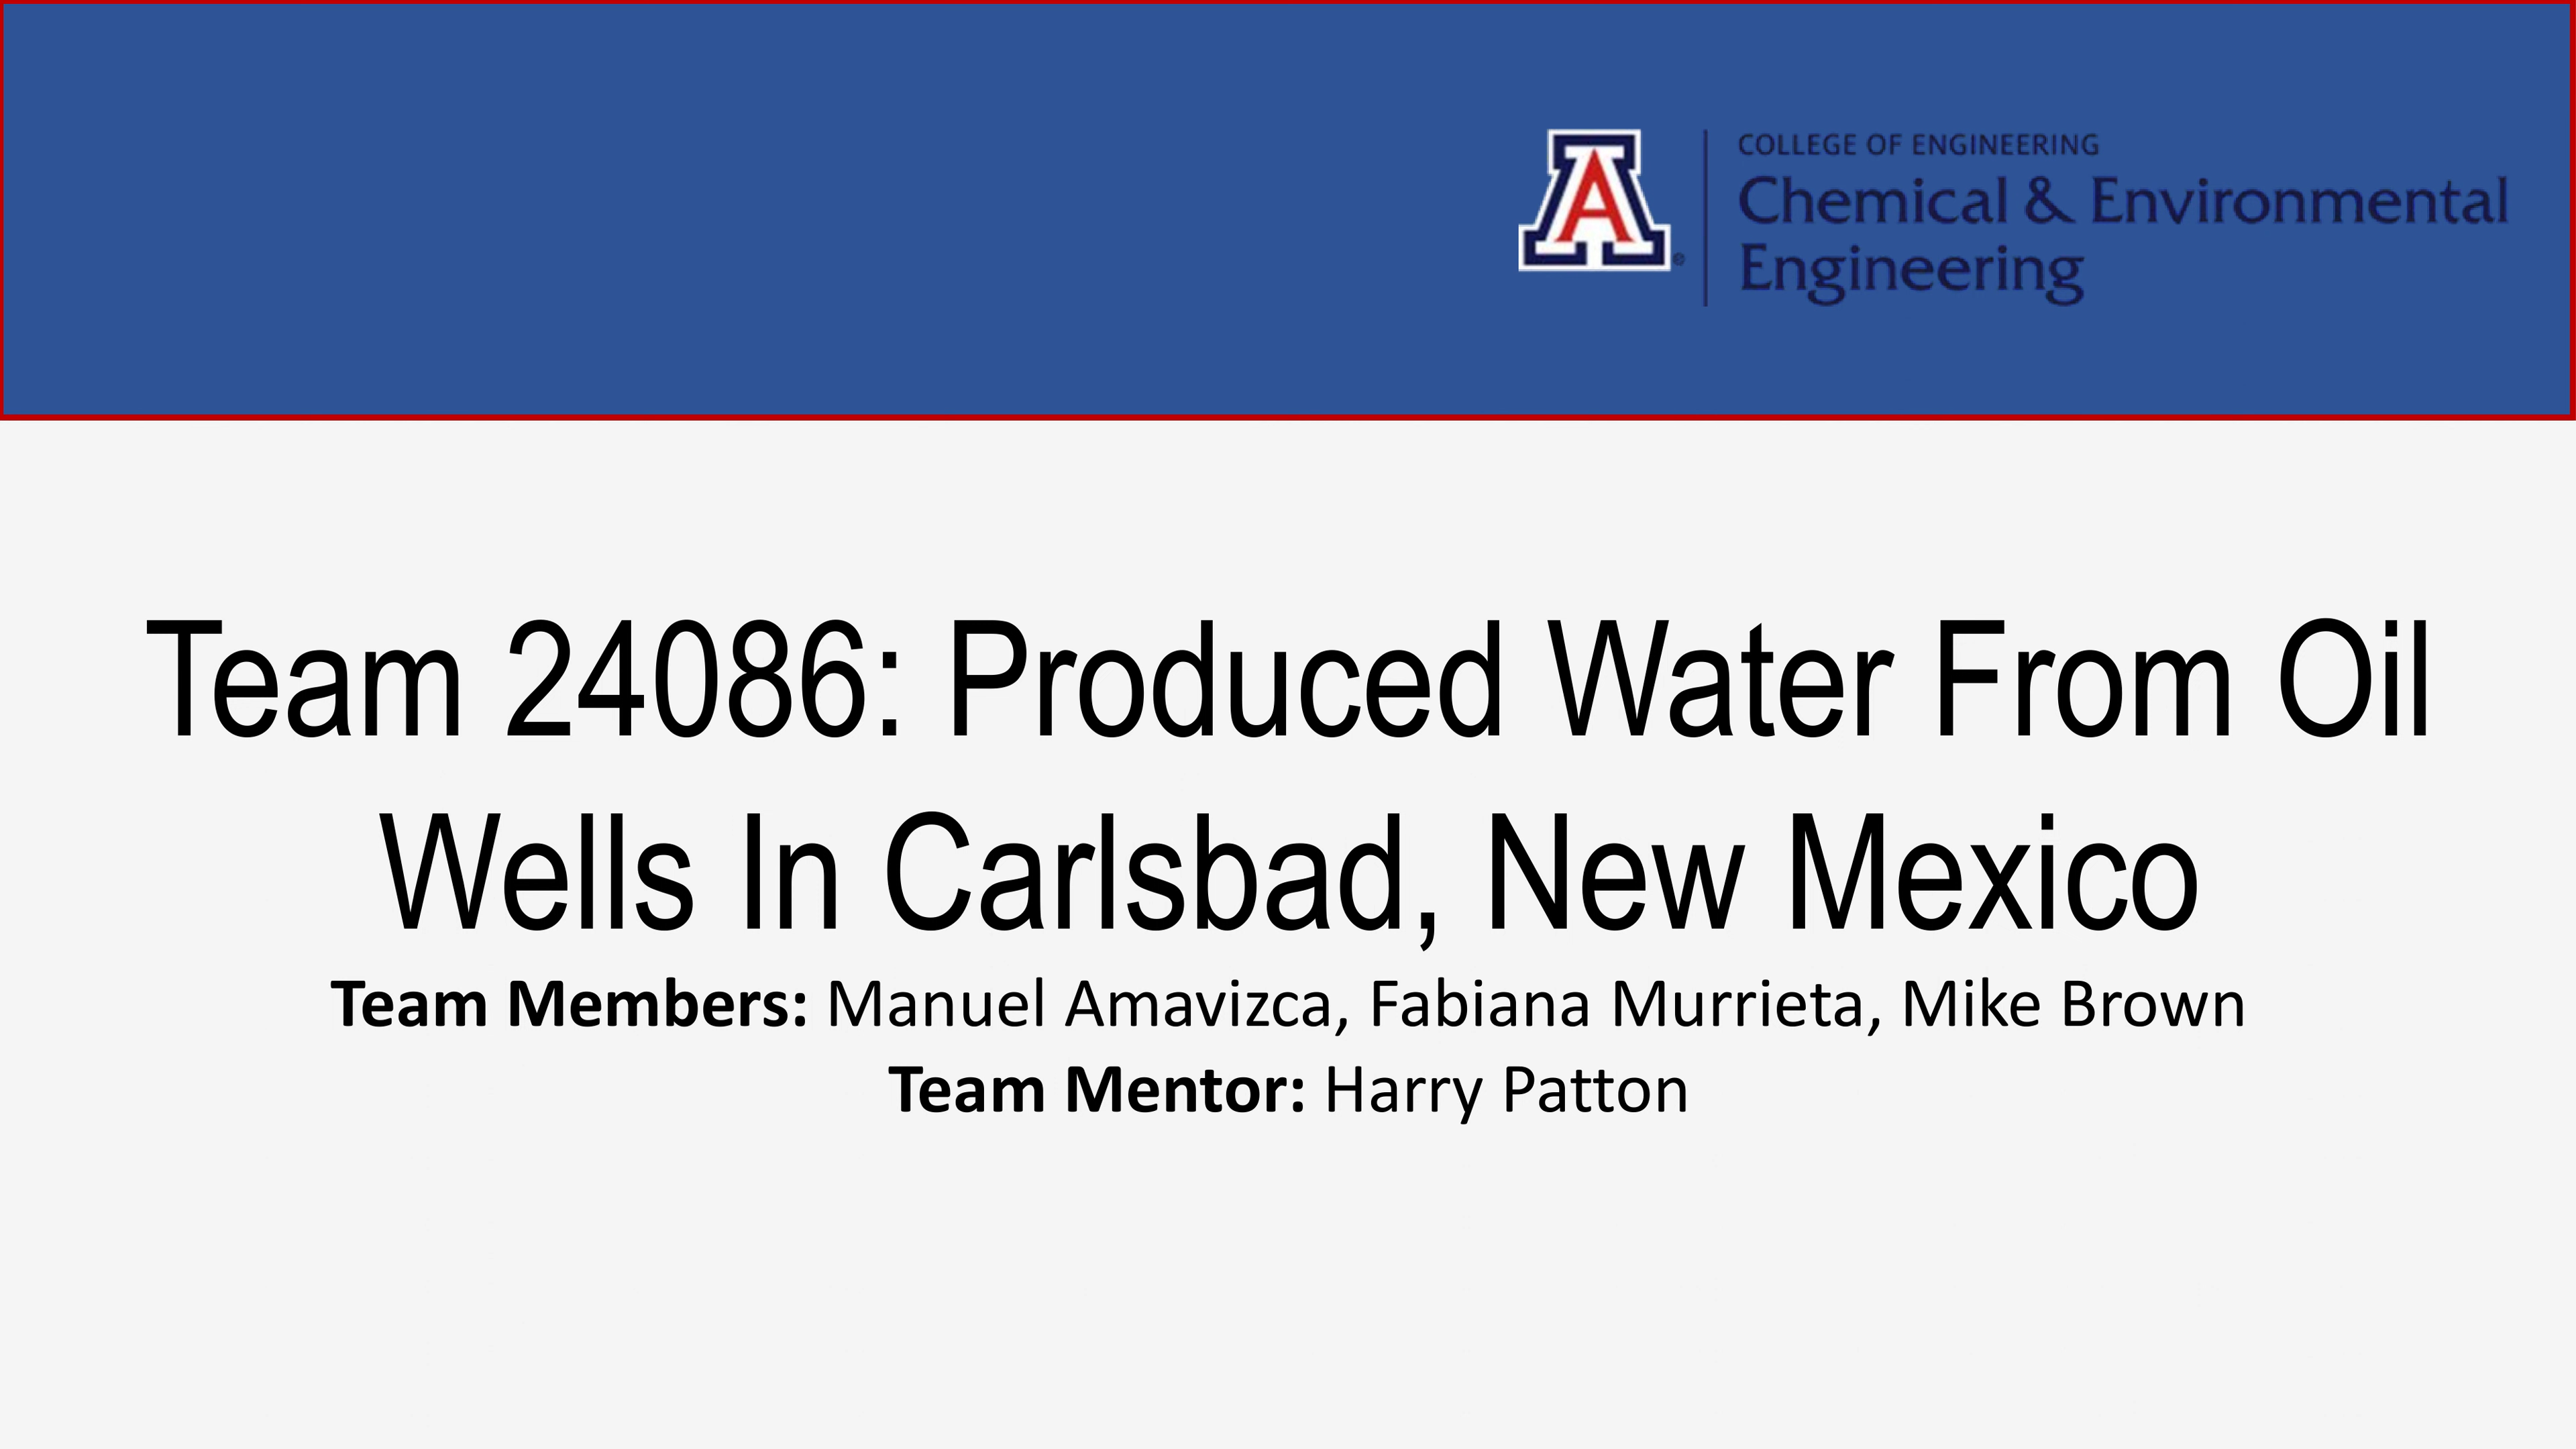 A
COLLEGE OF ENGINEERING
Chemical & Environmental
Engineering
Team 24086: Produced Water From Oil
Wells In Carlsbad, New Mexico
Team Members: Manuel Amavizca, Fabiana Murrieta, Mike Brown
Team Mentor: Harry Patton